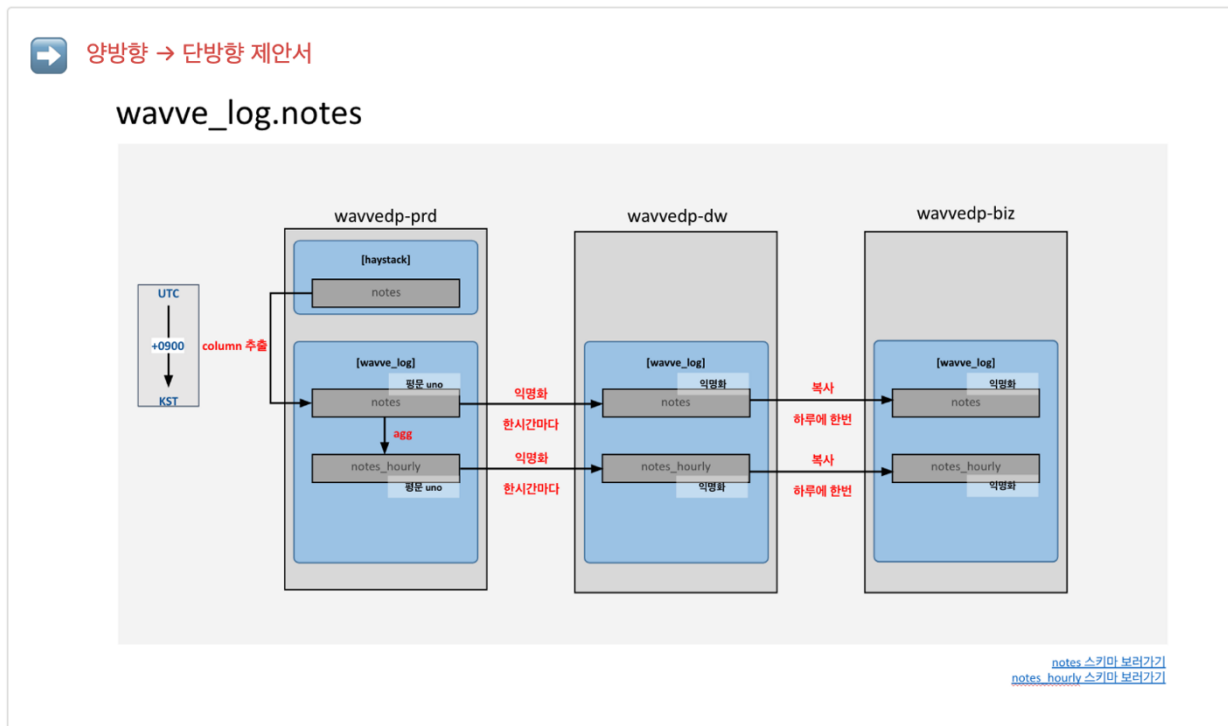 양방향 → 단방향 제안서
wavve_log.notes
wavvedp-prd
wavvedp-dw
wavvedp-biz
[haystack]
notes
UTC
+0900
KST
column 추출
[wavve_log]
평문 uno
notes
agg
notes_hourly
평문 uno
익명화
한시간마다
익명화
한시간마다
[wavve_log]
익명화
notes
notes_hourly
익명화
복사
하루에 한번
복사
하루에 한번
[wavve_log]
익명화
notes
notes_hourly
익명화
notes 스키마 보러가기
notes_hourly 스키마 보러가기